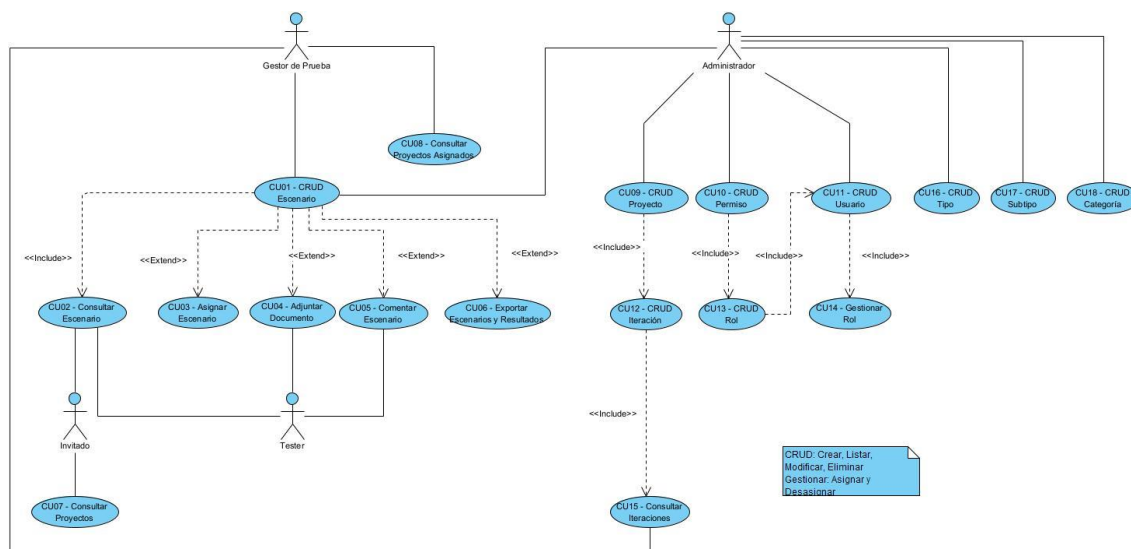 Gestor de Prueba
Administrador
CU08 - Consultar
Proyectos Asignados
CU01 - CRUD
Escenario
CU09 - CRUD
Proyecto
CU10 - CRUD
Permiso
CU11 - CRUD
Usuario
CU16 - CRUD
Tipo
CU17 - CRUD
Subtipo
CU18 - CRUD
Categoría
<<Include>>
<<Extend>>
<<Extend>>
<<Extend>>
<<Extend>>
<<Include>>
<<Include>>
<<Include>>
<<Include>>
CU02 - Consultar
Escenario
CU03 - Asignar
Escenario
CU04 - Adjuntar
Documento
CU05 - Comentar
Escenario
CU06 - Exportar
Escenarios y Resultados
CU12 - CRUD
Iteración
CU13 - CRUD
Rol
CU14 - Gestionar
Rol
<<Include>>
Invitado
Tester
CRUD: Crear, Listar,
Modificar, Eliminar
Gestionar: Asignar y
Desasignar
CU07 - Consultar
Proyectos
CU15 - Consultar
Iteraciones